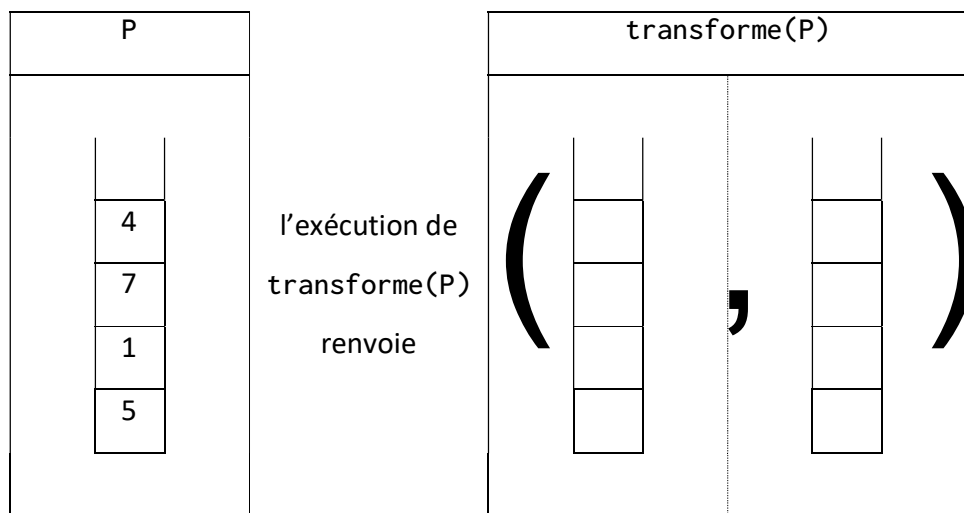 P
transforme(P)
4
7
1
5
l’exécution de
transforme(P)
renvoie
( , )